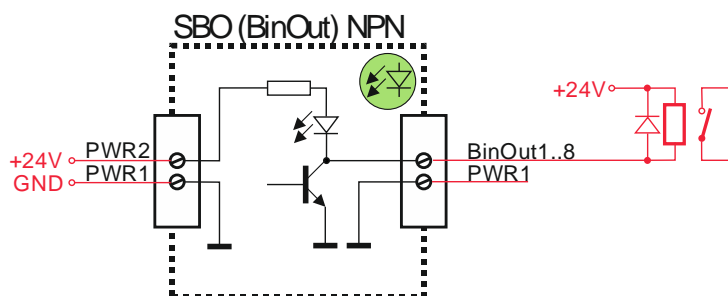 SBO (BinOut) NPN
+24V
+24V PWR2
BinOut1..8
GND PWR1
PWR1